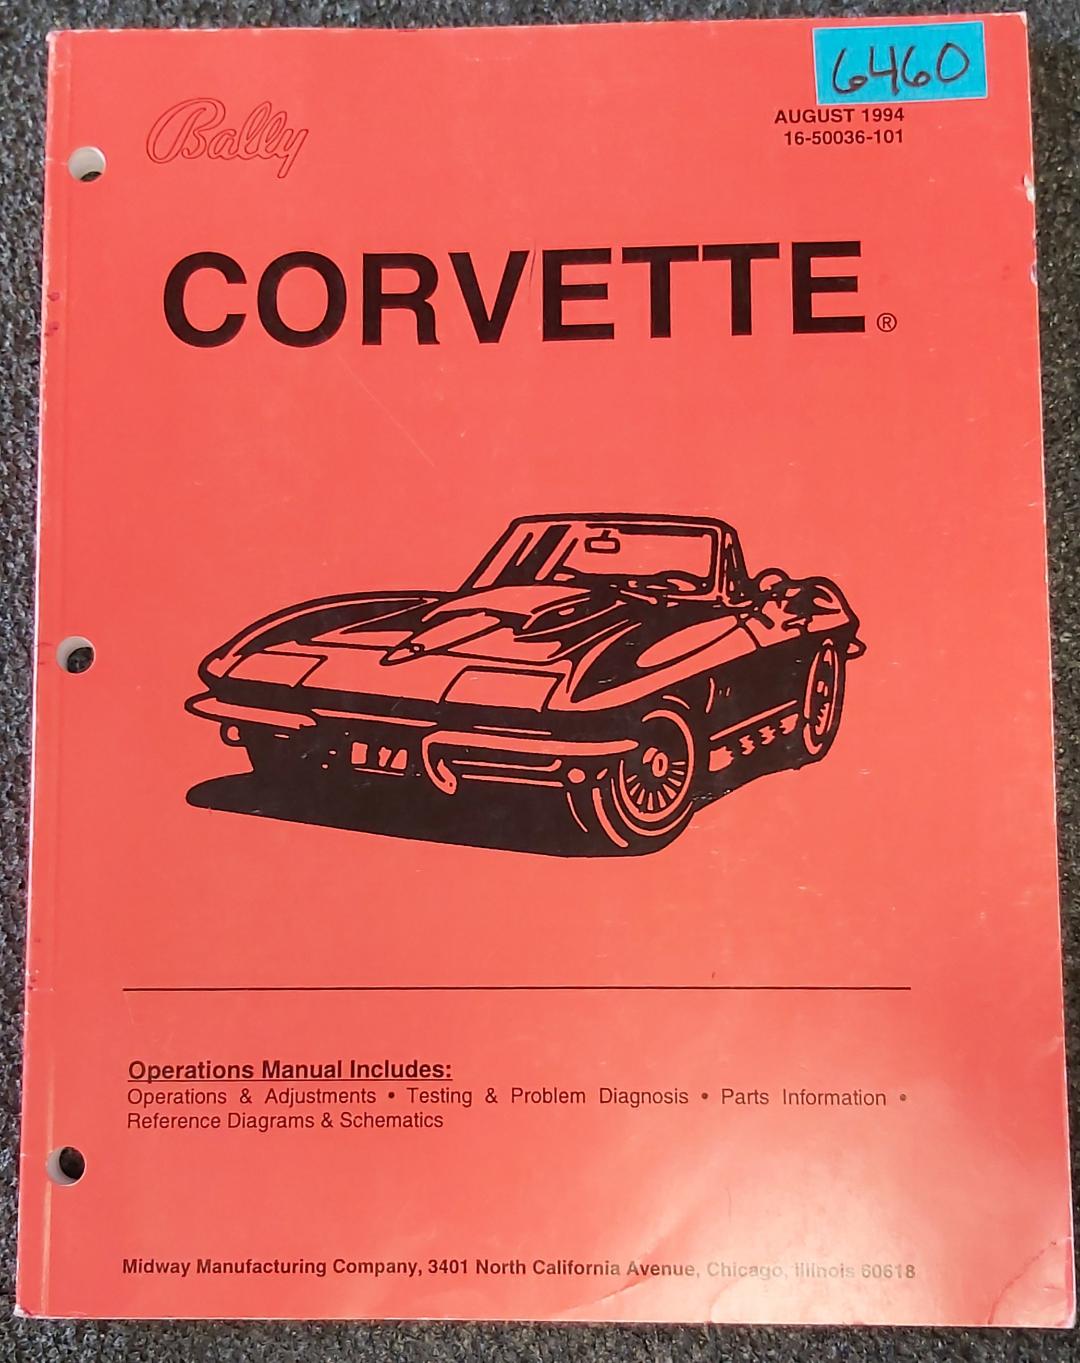 6460
Bally
AUGUST 1994
16-50036-101
CORVETTE®
Operations Manual Includes:
Operations & Adjustments • Testing & Problem Diagnosis • Parts Information •
Reference Diagrams & Schematics
Midway Manufacturing Company, 3401 North California Avenue, Chicago, Illinois 60618